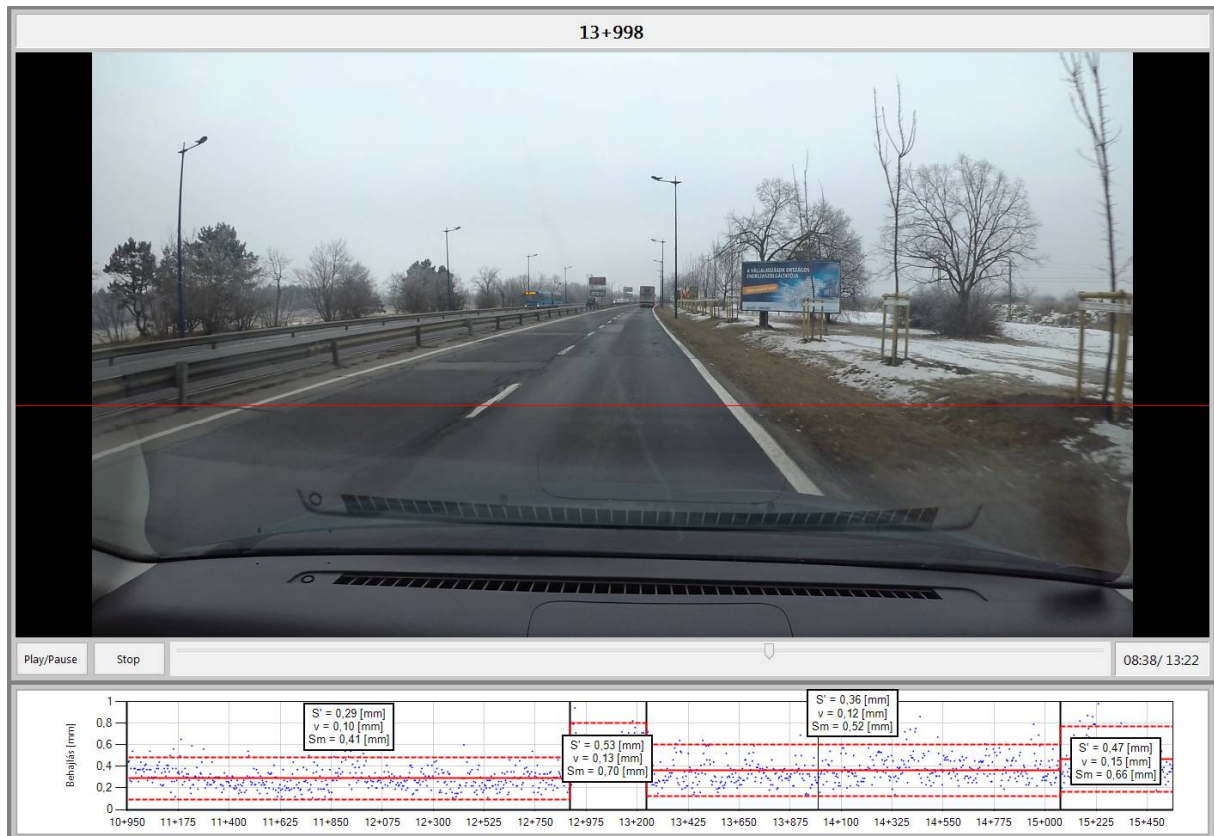 13+998
A VÁLLALKOZÁSOK ORSZÁGOS
ENERGIASZOLGÁLTATÓJA
Play/Pause
Stop
08:38/ 13:22
Behajlás [mm]
1
0,8
0,6
0,4
0,2
0
S' = 0,29 [mm]
v = 0,10 [mm]
Sm = 0,41 [mm]
S' = 0,53 [mm]
v = 0,13 [mm]
Sm = 0,70 [mm]
S' = 0,36 [mm]
v = 0,12 [mm]
Sm = 0,52 [mm]
S' = 0,47 [mm]
v = 0,15 [mm]
Sm = 0,66 [mm]
10+950 11+175 11+400 11+625 11+850 12+075 12+300 12+525 12+750 12+975 13+200 13+425 13+650 13+875 14+100 14+325 14+550 14+775 15+000 15+225 15+450